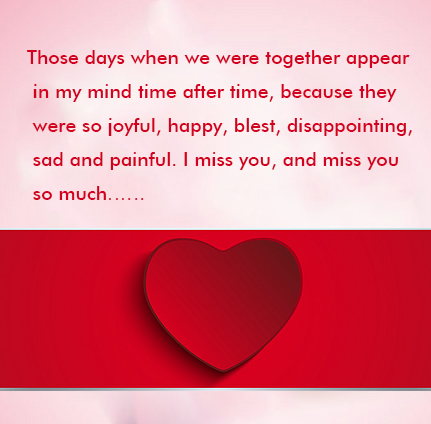 Those days when we were together appear
in my mind time after time, because they
were so joyful, happy, blest, disappointing,
sad and painful. I miss you, and miss you
so much......